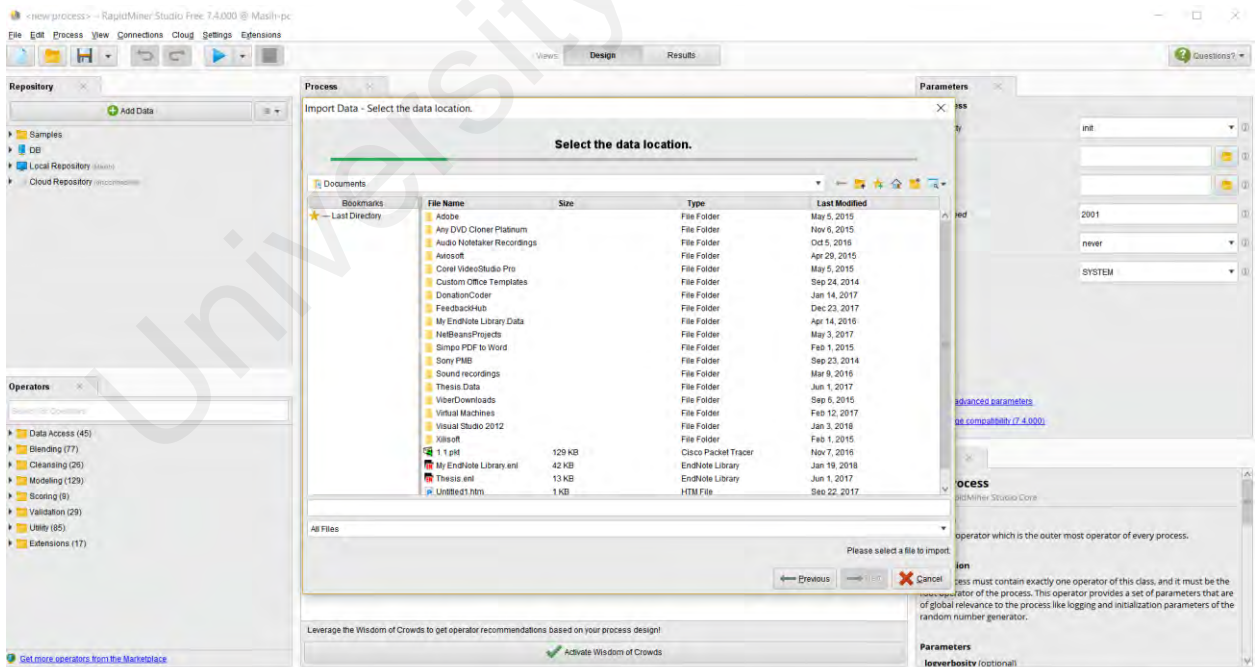 <new process> – RapidMiner Studio Free 7.4.000 @ Masih-pc
File Edit Process View Connections Cloud Settings Extensions
Views: Design Results
Questions?
Repository
Add Data
Samples
DB
Local Repository
Cloud Repository
Operators
Data Access (45)
Blending (77)
Cleansing (26)
Modeling (129)
Scoring (9)
Validation (29)
Utility (85)
Extensions (17)
Get more operators from the Marketplace
Process
Import Data - Select the data location.
Select the data location.
Documents
Bookmarks
Last Directory
File Name Size Type Last Modified
Adobe File Folder May 5, 2015
Any DVD Cloner Platinum File Folder Nov 6, 2015
Audio Notetaker Recordings File Folder Oct 5, 2016
Aviosoft File Folder Apr 29, 2015
Corel VideoStudio Pro File Folder May 5, 2015
Custom Office Templates File Folder Sep 24, 2014
DonationCoder File Folder Jan 14, 2017
FeedbackHub File Folder Dec 23, 2017
My EndNote Library.Data File Folder Apr 14, 2016
NetBeansProjects File Folder May 3, 2017
Simpo PDF to Word File Folder Feb 1, 2015
Sony PMB File Folder Sep 23, 2014
Sound recordings File Folder Mar 9, 2016
Thesis Data File Folder Jun 1, 2017
ViberDownloads File Folder Sep 6, 2015
Virtual Machines File Folder Feb 12, 2017
Visual Studio 2012 File Folder Jan 3, 2018
Xilisoft File Folder Feb 1, 2015
1 1.pkt 129 KB Cisco Packet Tracer Nov 7, 2016
My EndNote Library.enl 42 KB EndNote Library Jan 19, 2018
Thesis.enl 13 KB EndNote Library Jun 1, 2017
Untitled1.htm 1 KB HTM File Sep 22, 2017
All Files
Please select a file to import.
Previous
Cancel
Leverage the Wisdom of Crowds to get operator recommendations based on your process design!
Activate Wisdom of Crowds
Parameters
init
2001
never
SYSTEM
advanced parameters
compatibility (7.4.000)
RapidMiner Studio Core
operator which is the outer most operator of every process.
must contain exactly one operator of this class, and it must be the
root operator of the process. This operator provides a set of parameters that are
of global relevance to the process like logging and initialization parameters of the
random number generator.
Parameters
logverbosity (optional)
University